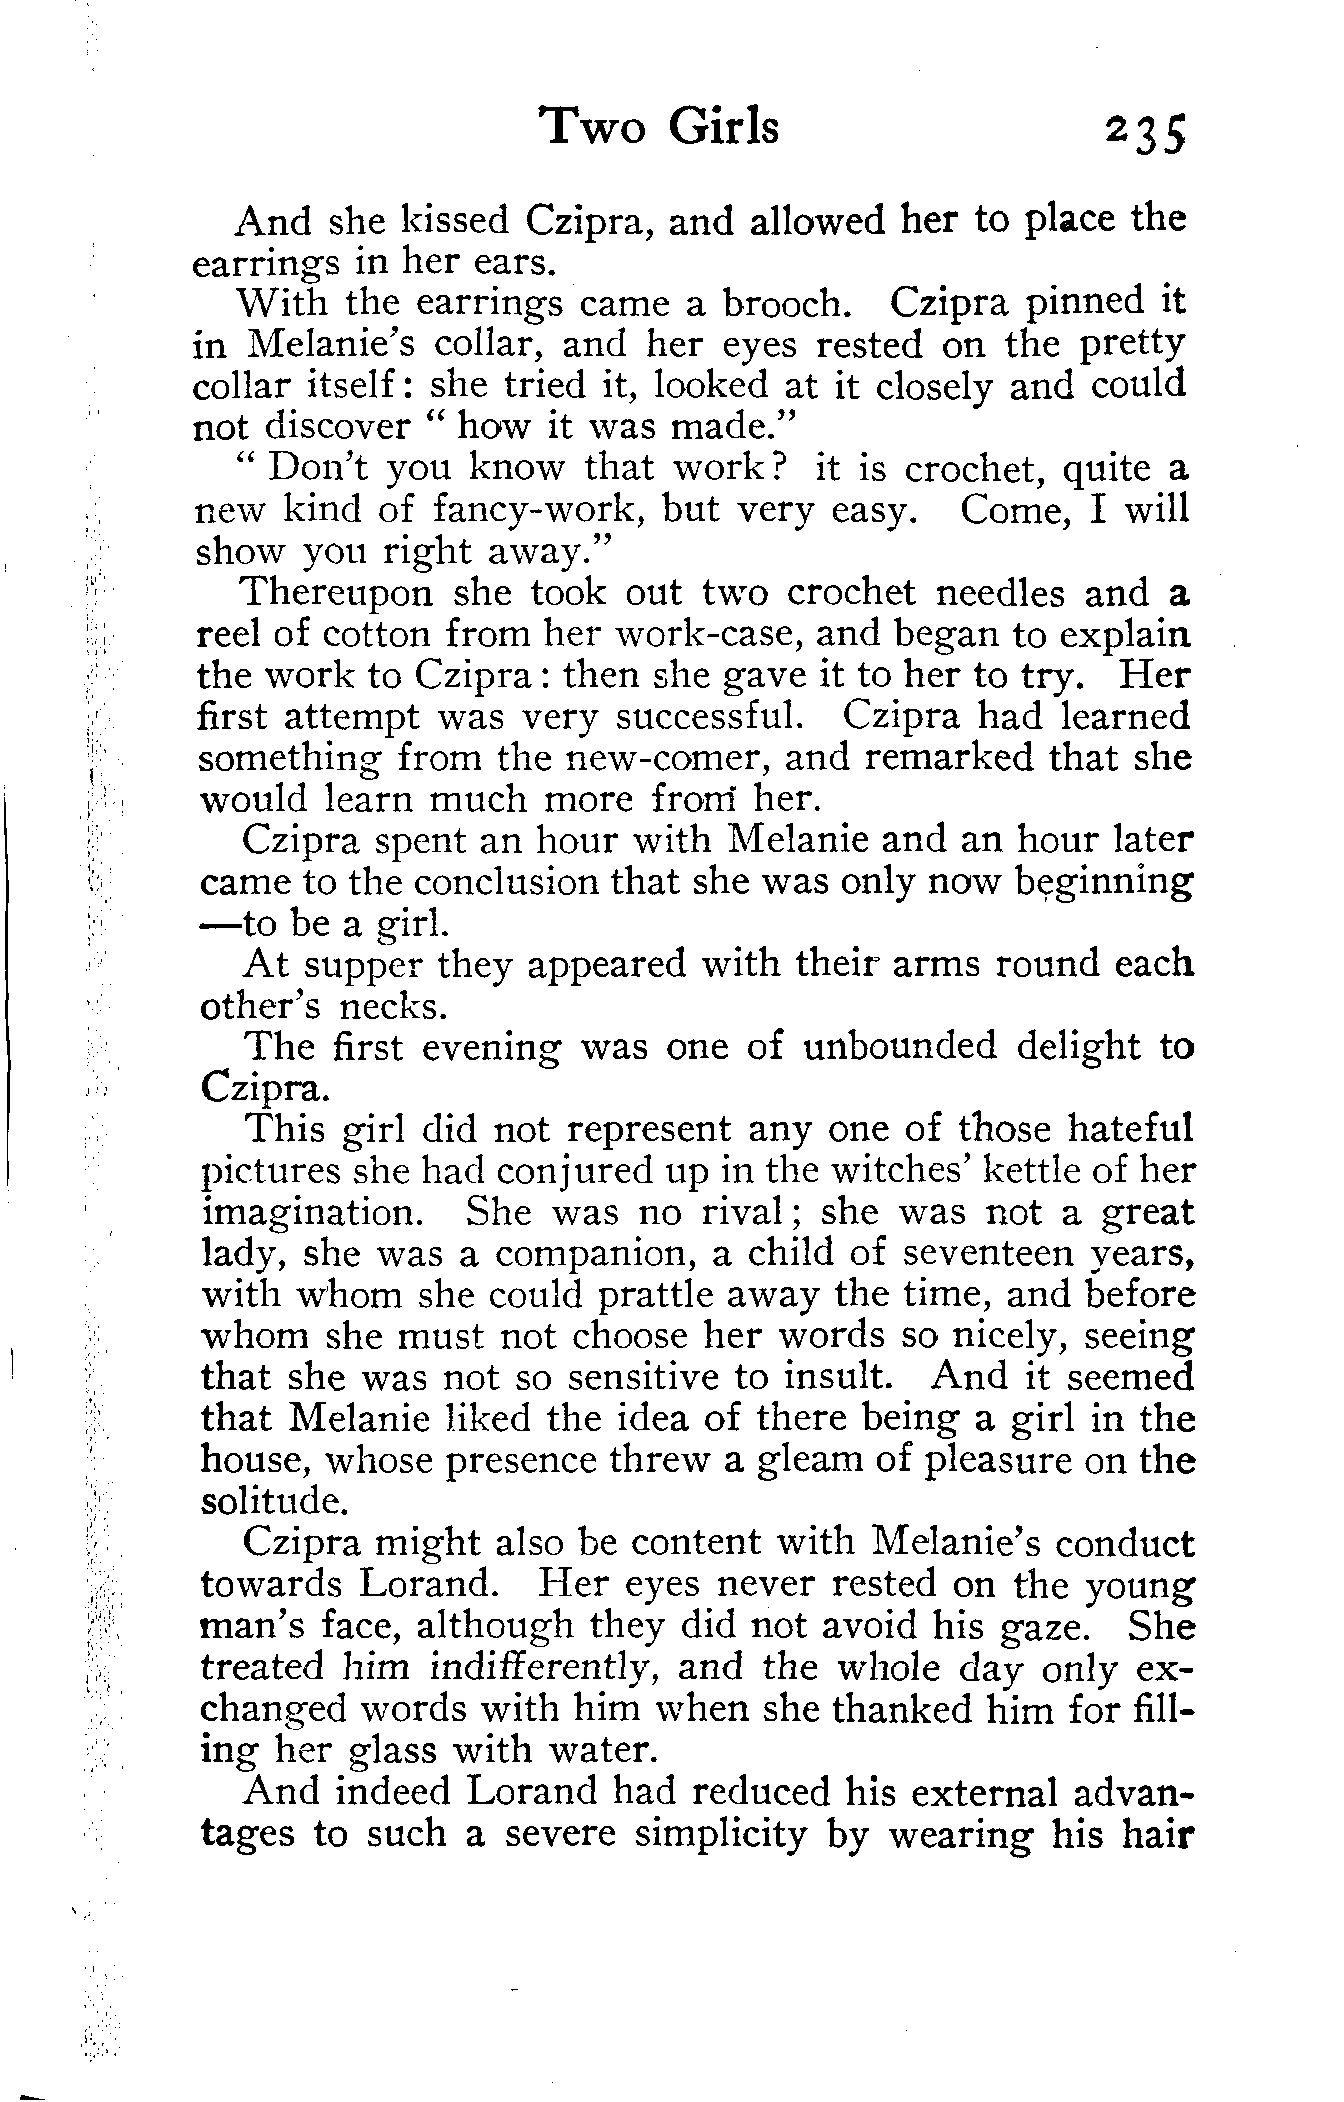 Two Girls 235
And she kissed Czipra, and allowed her to place the
earrings in her ears.
With the earrings came a brooch. Czipra pinned it
in Melanie's collar, and her eyes rested on the pretty
collar itself: she tried it, looked at it closely and could
not discover " how it was made."
" Don't you know that work? it is crochet, quite a
new kind of fancy-work, but very easy. Come, I will
show you right away."
Thereupon she took out two crochet needles and a
reel of cotton from her work-case, and began to explain
the work to Czipra: then she gave it to her to try. Her
first attempt was very successful. Czipra had learned
something from the new-comer, and remarked that she
would learn much more from her.
Czipra spent an hour with Melanie and an hour later
came to the conclusion that she was only now beginning
—to be a girl.
At supper they appeared with their arms round each
other's necks.
The first evening was one of unbounded delight to
Czipra.
This girl did not represent any one of those hateful
pictures she had conjured up in the witches' kettle of her
imagination. She was no rival; she was not a great
lady, she was a companion, a child of seventeen years,
with whom she could prattle away the time, and before
whom she must not choose her words so nicely, seeing
that she was not so sensitive to insult. And it seemed
that Melanie liked the idea of there being a girl in the
house, whose presence threw a gleam of pleasure on the
solitude.
Czipra might also be content with Melanie's conduct
towards Lorand. Her eyes never rested on the young
man's face, although they did not avoid his gaze. She
treated him indifferently, and the whole day only ex-
changed words with him when she thanked him for fill-
ing her glass with water.
And indeed Lorand had reduced his external advan-
tages to such a severe simplicity by wearing his hair